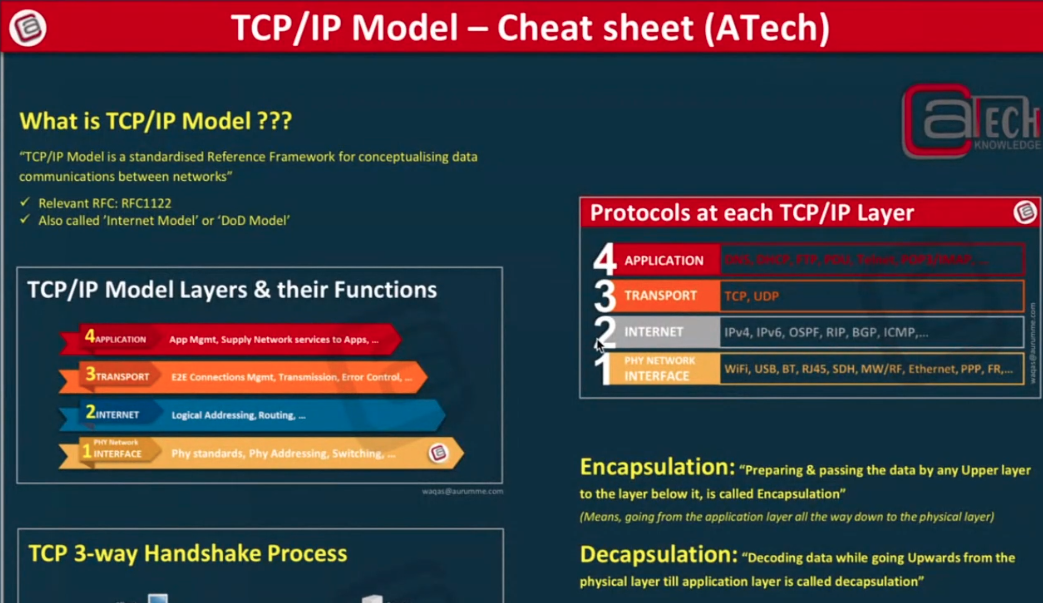 TCP/IP Model – Cheat sheet (ATech)
aTECH
KNOWLEDGE
What is TCP/IP Model ???
“TCP/IP Model is a standardised Reference Framework for conceptualising data
communications between networks”
✓ Relevant RFC: RFC1122
✓ Also called ’Internet Model’ or ‘DoD Model’
TCP/IP Model Layers & their Functions
4 APPLICATION App Mgmt, Supply Network services to Apps, ...
3 TRANSPORT E2E Connections Mgmt, Transmission, Error Control, ...
2 INTERNET Logical Addressing, Routing, ...
1 PHY Network
INTERFACE Phy standards, Phy Addressing, Switching, ...
waqas@aurumme.com
TCP 3-way Handshake Process
Protocols at each TCP/IP Layer
4 APPLICATION DHCP, FTP, Telnet,
3 TRANSPORT TCP, UDP
2 INTERNET IPv4, IPv6, OSPF, RIP, BGP, ICMP,...
1 PHY NETWORK
INTERFACE WiFi, USB, BT, RJ45, SDH, MW/RF, Ethernet, PPP, FR,...
waqas@aurumme.com
Encapsulation: “Preparing & passing the data by any Upper layer
to the layer below it, is called Encapsulation”
(Means, going from the application layer all the way down to the physical layer)
Decapsulation: “Decoding data while going Upwards from the
physical layer till application layer is called decapsulation”